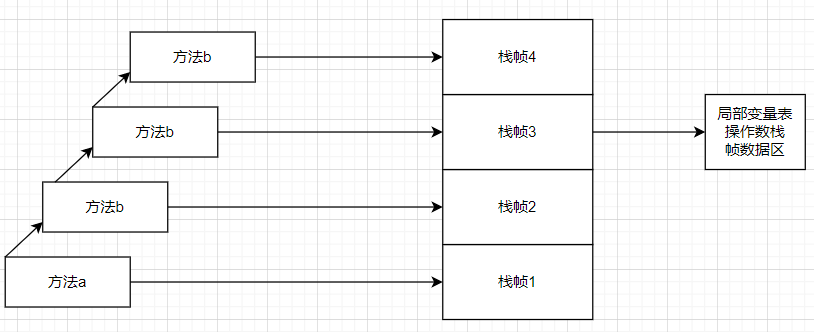 方法b
栈帧4
方法b
栈帧3
局部变量表
操作数栈
帧数据区
方法b
栈帧2
方法a
栈帧1